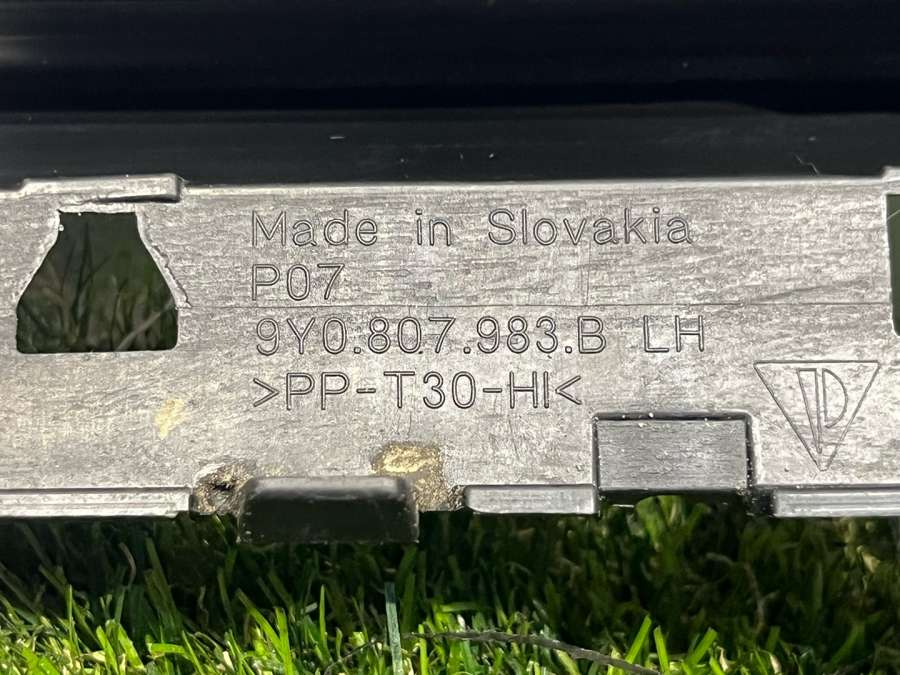 Made in Slovakia
P07
9Y0.807.983.B LH
>PP-T30-HI<